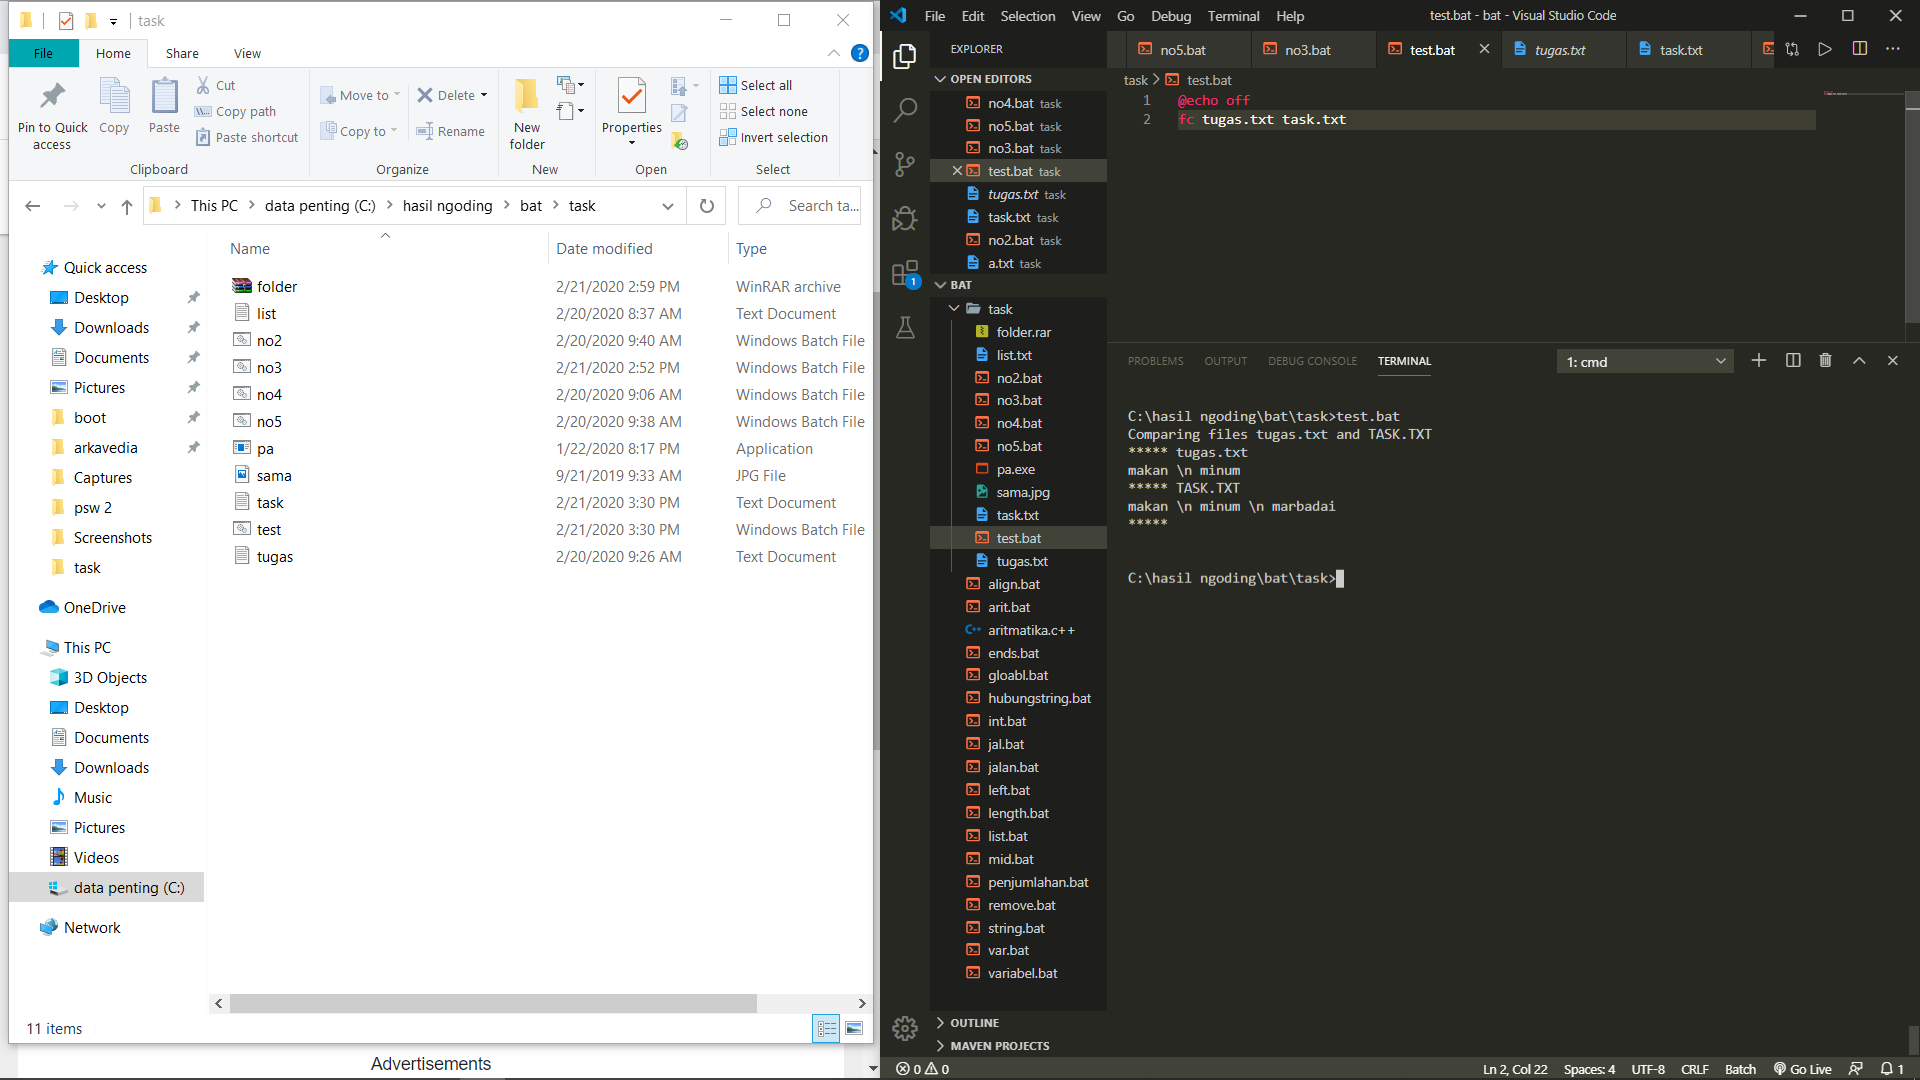 task
File Home Share View
Pin to Quick access
Copy
Paste
Cut
Copy path
Paste shortcut
Clipboard
Move to
Copy to
Delete
Rename
Organize
New folder
New
Properties
Open
Select all
Select none
Invert selection
Select
This PC > data penting (C:) > hasil ngoding > bat > task
Search ta...
Name Date modified Type
Quick access
Desktop
Downloads
Documents
Pictures
boot
arkavedia
Captures
psw 2
Screenshots
task
OneDrive
This PC
3D Objects
Desktop
Documents
Downloads
Music
Pictures
Videos
data penting (C:)
Network
folder 2/21/2020 2:59 PM WinRAR archive
list 2/20/2020 8:37 AM Text Document
no2 2/20/2020 9:40 AM Windows Batch File
no3 2/21/2020 2:52 PM Windows Batch File
no4 2/20/2020 9:06 AM Windows Batch File
no5 2/20/2020 9:38 AM Windows Batch File
pa 1/22/2020 8:17 PM Application
sama 9/21/2019 9:33 AM JPG File
task 2/21/2020 3:30 PM Text Document
test 2/21/2020 3:30 PM Windows Batch File
tugas 2/20/2020 9:26 AM Text Document
11 items
Advertisements
File Edit Selection View Go Debug Terminal Help
test.bat - bat - Visual Studio Code
EXPLORER
OPEN EDITORS
no4.bat task
no5.bat task
no3.bat task
test.bat task
tugas.txt task
task.txt task
no2.bat task
a.txt task
BAT
task
folder.rar
list.txt
no2.bat
no3.bat
no4.bat
no5.bat
pa.exe
sama.jpg
task.txt
test.bat
tugas.txt
align.bat
arit.bat
aritmatika.c++
ends.bat
gloabl.bat
hubungstring.bat
int.bat
jal.bat
jalan.bat
left.bat
length.bat
list.bat
mid.bat
penjumlahan.bat
remove.bat
string.bat
var.bat
variabel.bat
OUTLINE
MAVEN PROJECTS
1
no5.bat no3.bat test.bat tugas.txt task.txt
task > test.bat
1 @echo off
2 fc tugas.txt task.txt
PROBLEMS OUTPUT DEBUG CONSOLE TERMINAL 1: cmd
C:\hasil ngoding\bat\task>test.bat
Comparing files tugas.txt and TASK.TXT
***** tugas.txt
makan \n minum
***** TASK.TXT
makan \n minum \n marbadai
*****
C:\hasil ngoding\bat\task>
0 0 Ln 2, Col 22 Spaces: 4 UTF-8 CRLF Batch Go Live 1